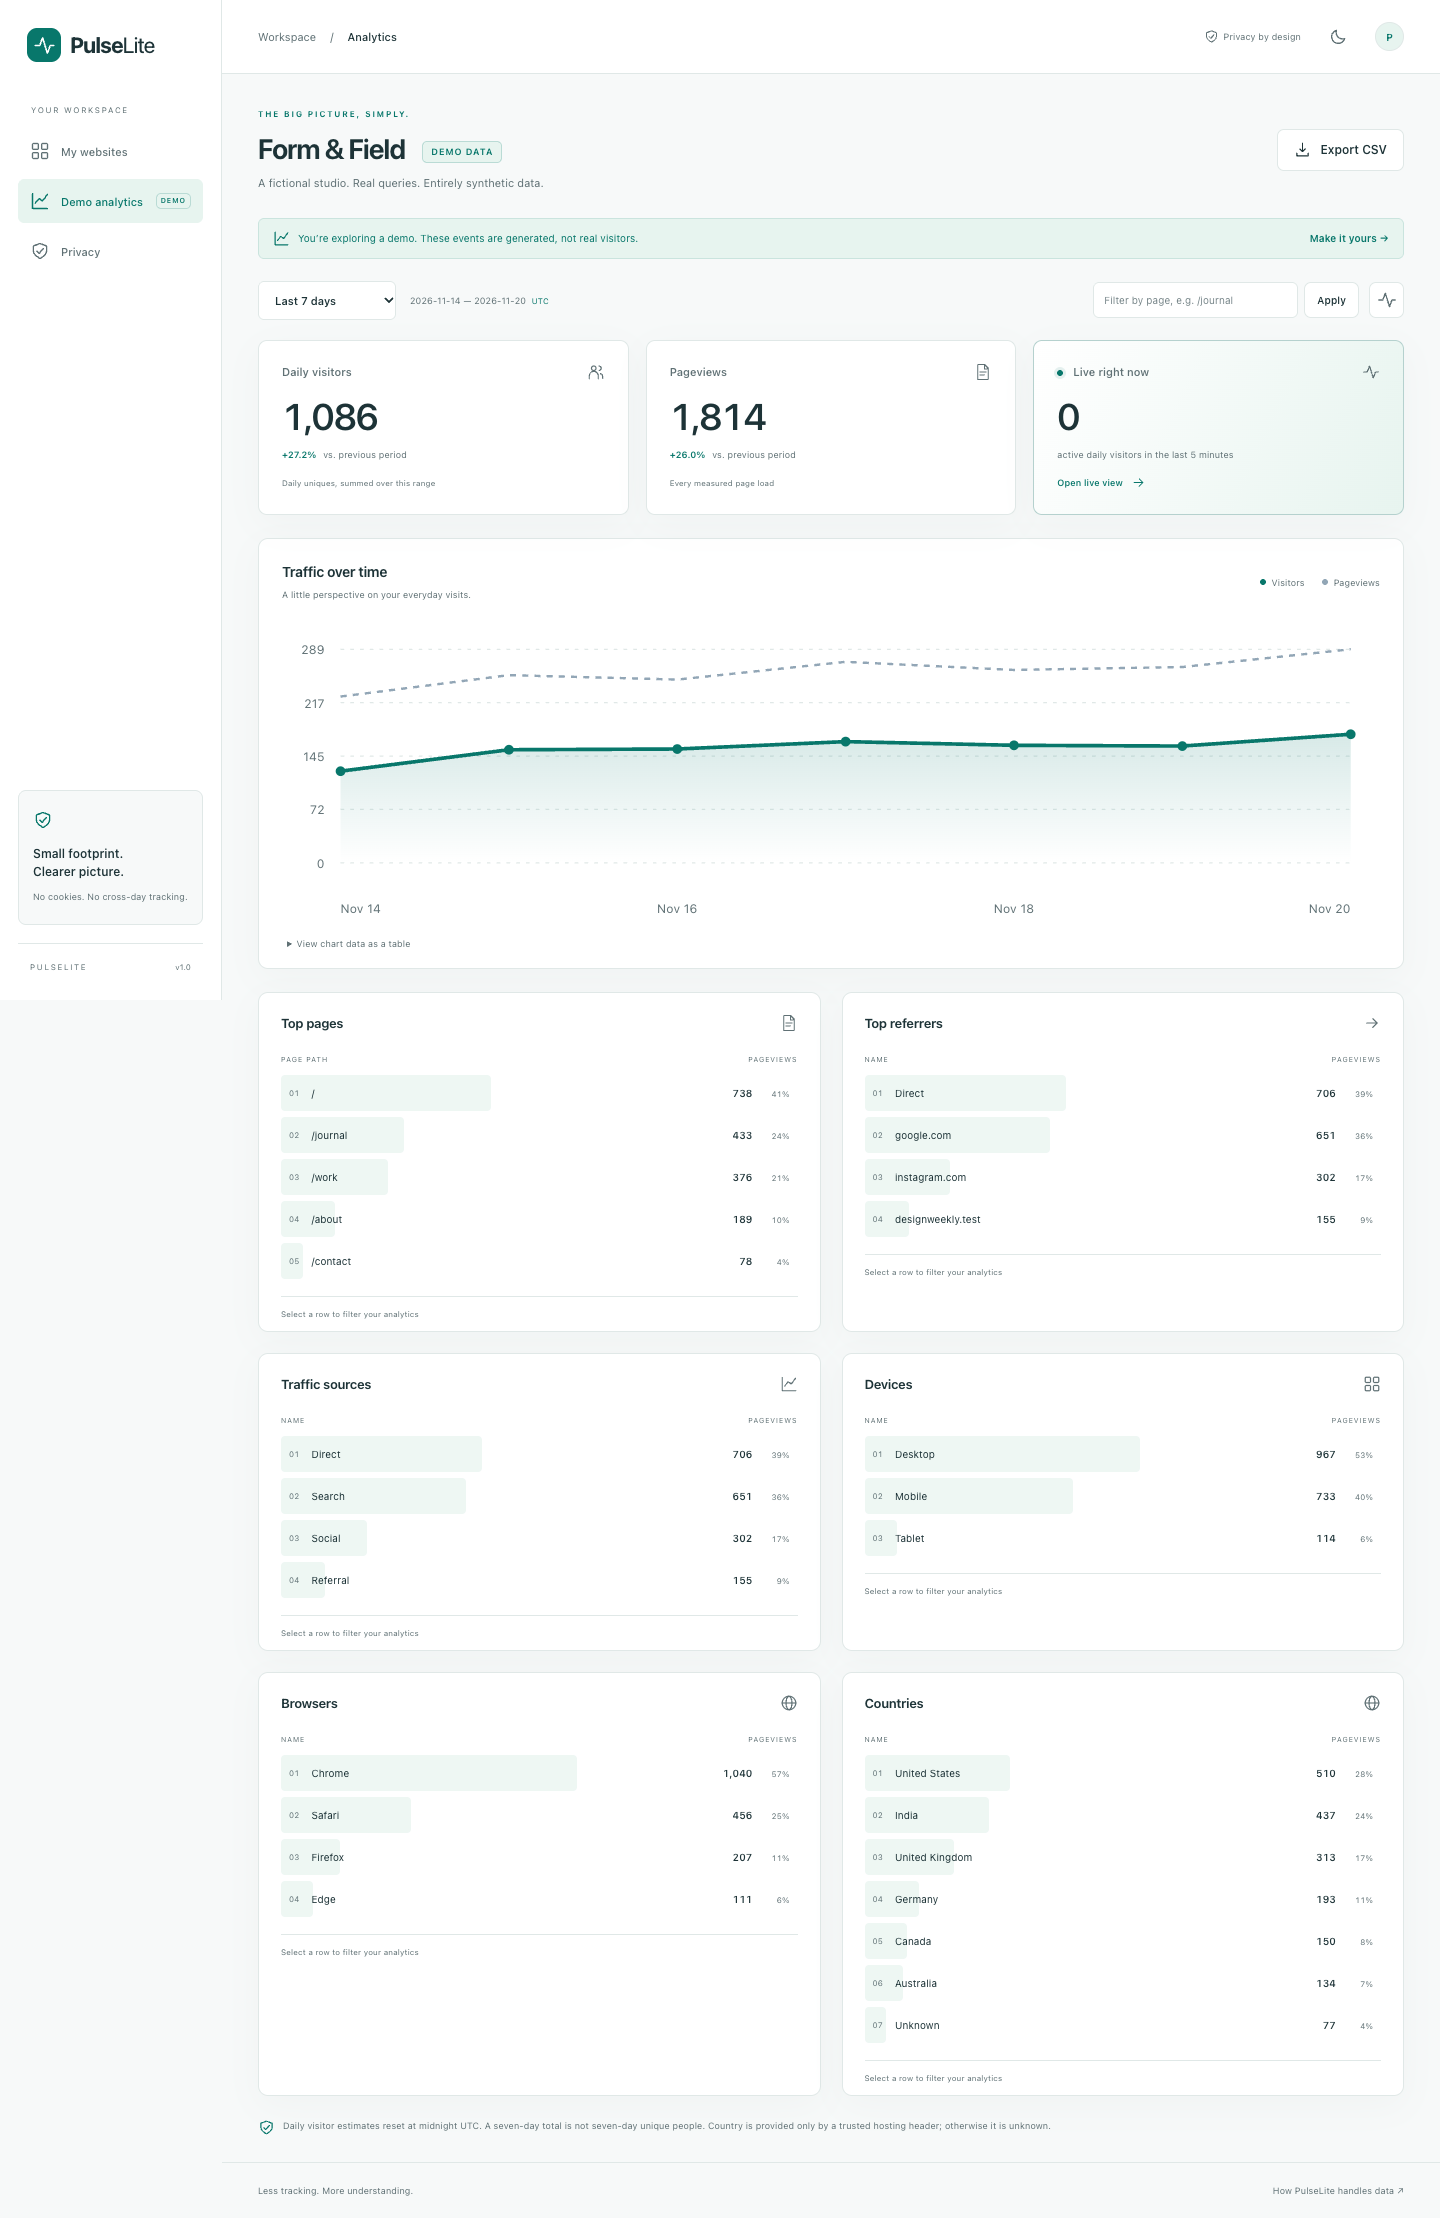 PulseLite
YOUR WORKSPACE
My websites
Demo analytics DEMO
Privacy
Small footprint.
Clearer picture.
No cookies. No cross-day tracking.
PULSELITE v1.0
Workspace / Analytics
Privacy by design
P
THE BIG PICTURE, SIMPLY.
Form & Field DEMO DATA
A fictional studio. Real queries. Entirely synthetic data.
Export CSV
You're exploring a demo. These events are generated, not real visitors.
Make it yours →
Last 7 days
2026-11-14 — 2026-11-20 UTC
Filter by page, e.g. /journal
Apply
Daily visitors
1,086
+27.2% vs. previous period
Daily uniques, summed over this range
Pageviews
1,814
+26.0% vs. previous period
Every measured page load
Live right now
0
active daily visitors in the last 5 minutes
Open live view →
Traffic over time
A little perspective on your everyday visits.
Visitors Pageviews
289
217
145
72
0
Nov 14 Nov 16 Nov 18 Nov 20
View chart data as a table
Top pages
PAGE PATH PAGEVIEWS
01 / 738 41%
02 /journal 433 24%
03 /work 376 21%
04 /about 189 10%
05 /contact 78 4%
Select a row to filter your analytics
Top referrers
NAME PAGEVIEWS
01 Direct 706 39%
02 google.com 651 36%
03 instagram.com 302 17%
04 designweekly.test 155 9%
Select a row to filter your analytics
Traffic sources
NAME PAGEVIEWS
01 Direct 706 39%
02 Search 651 36%
03 Social 302 17%
04 Referral 155 9%
Select a row to filter your analytics
Devices
NAME PAGEVIEWS
01 Desktop 967 53%
02 Mobile 733 40%
03 Tablet 114 6%
Select a row to filter your analytics
Browsers
NAME PAGEVIEWS
01 Chrome 1,040 57%
02 Safari 456 25%
03 Firefox 207 11%
04 Edge 111 6%
Select a row to filter your analytics
Countries
NAME PAGEVIEWS
01 United States 510 28%
02 India 437 24%
03 United Kingdom 313 17%
04 Germany 193 11%
05 Canada 150 8%
06 Australia 134 7%
07 Unknown 77 4%
Select a row to filter your analytics
Daily visitor estimates reset at midnight UTC. A seven-day total is not seven-day unique people. Country is provided only by a trusted hosting header; otherwise it is unknown.
Less tracking. More understanding.
How PulseLite handles data ↗